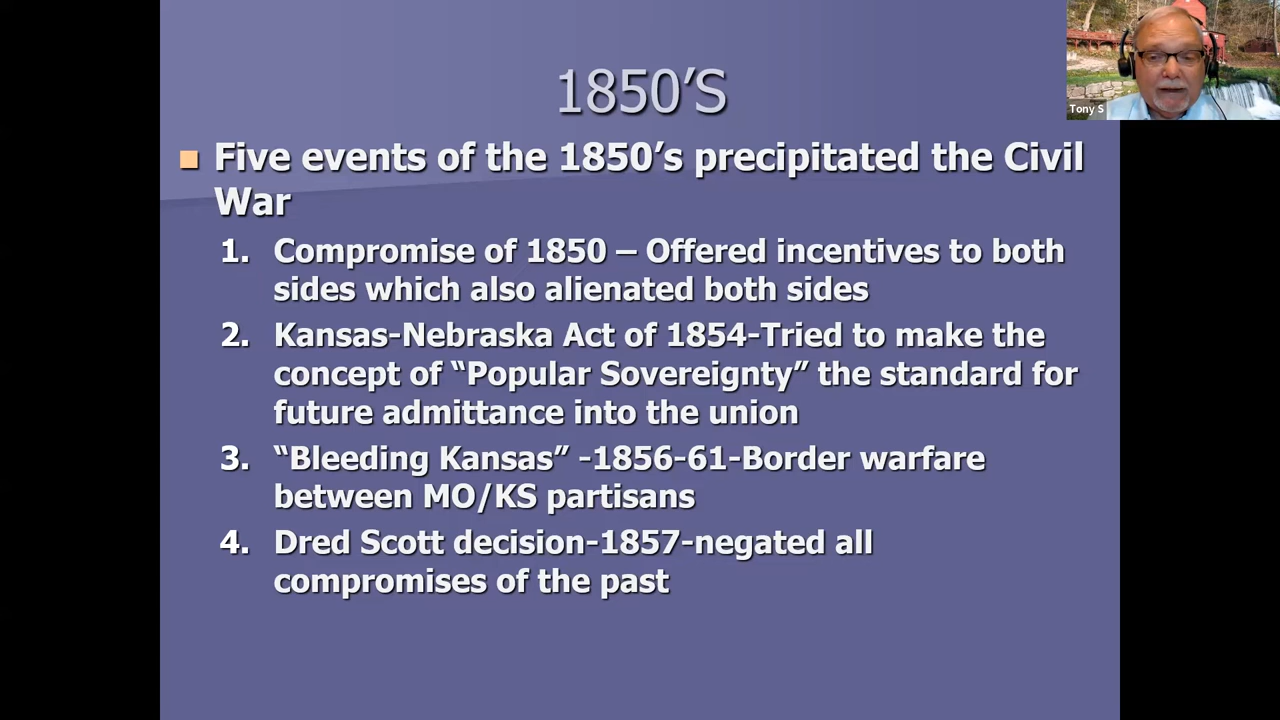 1850’S
Tony S
■ Five events of the 1850’s precipitated the Civil
War
1. Compromise of 1850 – Offered incentives to both
sides which also alienated both sides
2. Kansas-Nebraska Act of 1854-Tried to make the
concept of “Popular Sovereignty” the standard for
future admittance into the union
3. “Bleeding Kansas” -1856-61-Border warfare
between MO/KS partisans
4. Dred Scott decision-1857-negated all
compromises of the past